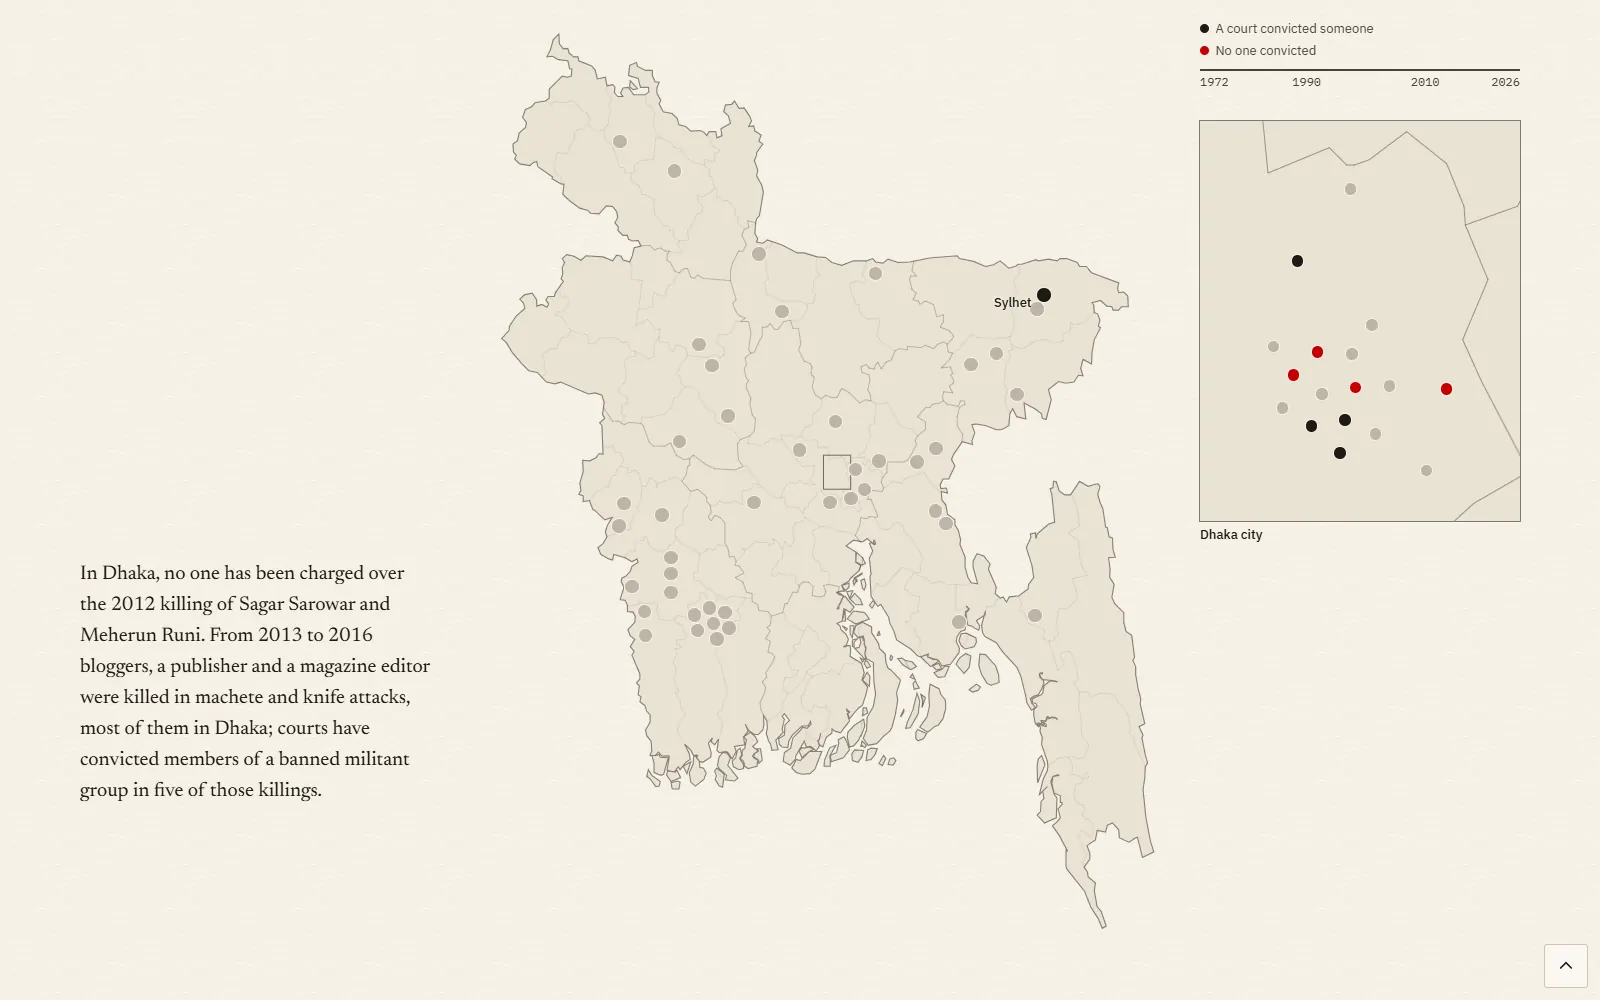 A court convicted someone
No one convicted
1972 1990 2010 2026
Sylhet
Dhaka city
In Dhaka, no one has been charged over
the 2012 killing of Sagar Sarowar and
Meherun Runi. From 2013 to 2016
bloggers, a publisher and a magazine editor
were killed in machete and knife attacks,
most of them in Dhaka; courts have
convicted members of a banned militant
group in five of those killings.